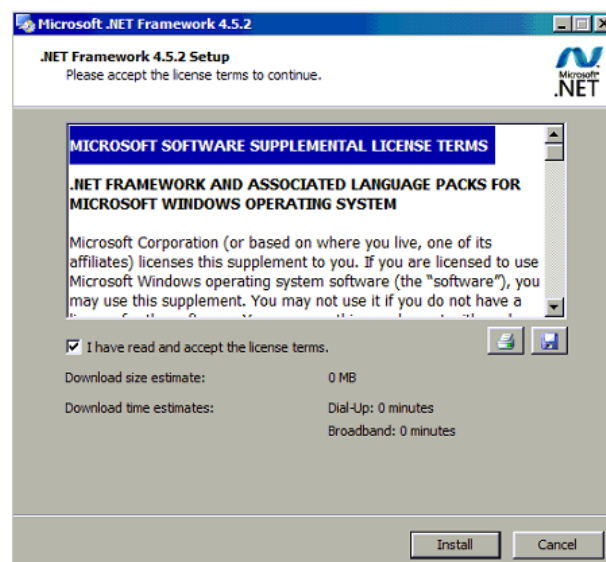 Microsoft .NET Framework 4.5.2
.NET Framework 4.5.2 Setup
Please accept the license terms to continue.
Microsoft
.NET
MICROSOFT SOFTWARE SUPPLEMENTAL LICENSE TERMS
.NET FRAMEWORK AND ASSOCIATED LANGUAGE PACKS FOR
MICROSOFT WINDOWS OPERATING SYSTEM
Microsoft Corporation (or based on where you live, one of its
affiliates) licenses this supplement to you. If you are licensed to use
Microsoft Windows operating system software (the “software”), you
may use this supplement. You may not use it if you do not have a
I have read and accept the license terms.
Download size estimate: 0 MB
Download time estimates: Dial-Up: 0 minutes
Broadband: 0 minutes
Install Cancel